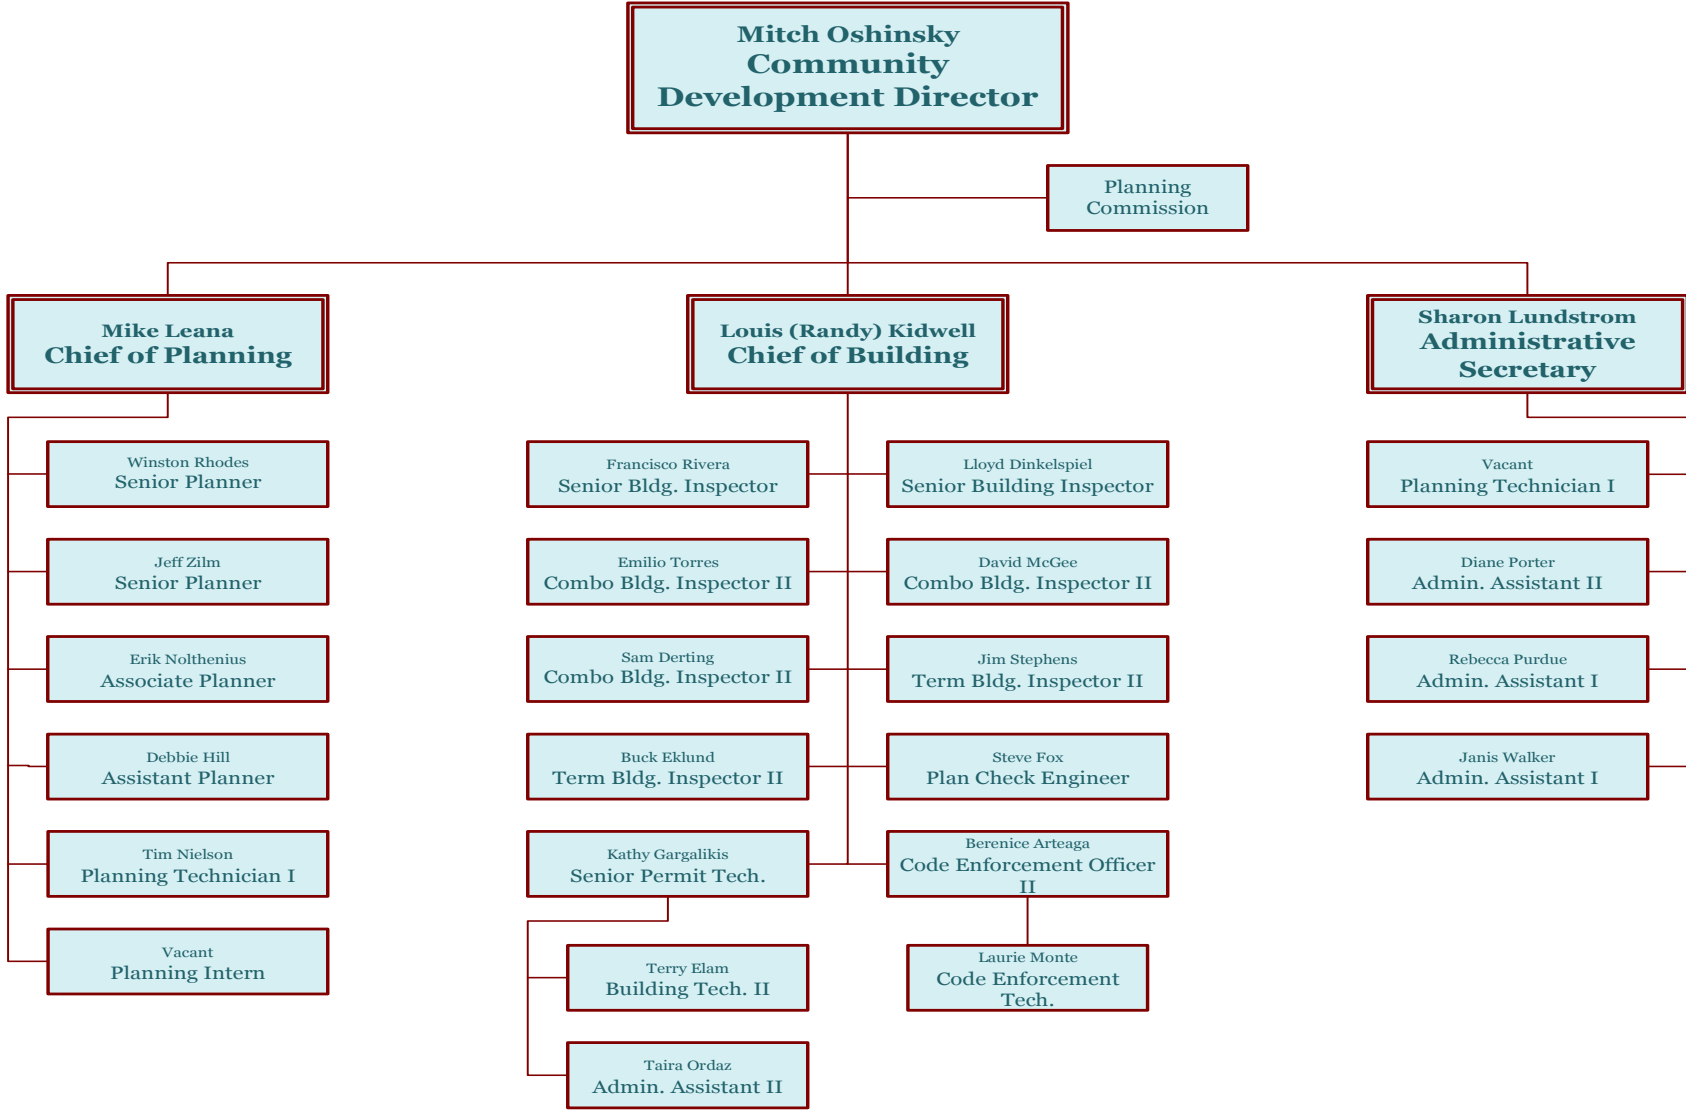 Mitch Oshinsky
Community
Development Director
Planning
Commission
Mike Leana
Chief of Planning
Louis (Randy) Kidwell
Chief of Building
Sharon Lundstrom
Administrative
Secretary
Winston Rhodes
Senior Planner
Francisco Rivera
Senior Bldg. Inspector
Lloyd Dinkelspiel
Senior Building Inspector
Vacant
Planning Technician I
Jeff Zilm
Senior Planner
Emilio Torres
Combo Bldg. Inspector II
David McGee
Combo Bldg. Inspector II
Diane Porter
Admin. Assistant II
Erik Nolthenius
Associate Planner
Sam Derting
Combo Bldg. Inspector II
Jim Stephens
Term Bldg. Inspector II
Rebecca Purdue
Admin. Assistant I
Debbie Hill
Assistant Planner
Buck Eklund
Term Bldg. Inspector II
Steve Fox
Plan Check Engineer
Janis Walker
Admin. Assistant I
Tim Nielson
Planning Technician I
Kathy Gargalikis
Senior Permit Tech.
Berenice Arteaga
Code Enforcement Officer
II
Vacant
Planning Intern
Terry Elam
Building Tech. II
Laurie Monte
Code Enforcement
Tech.
Taira Ordaz
Admin. Assistant II